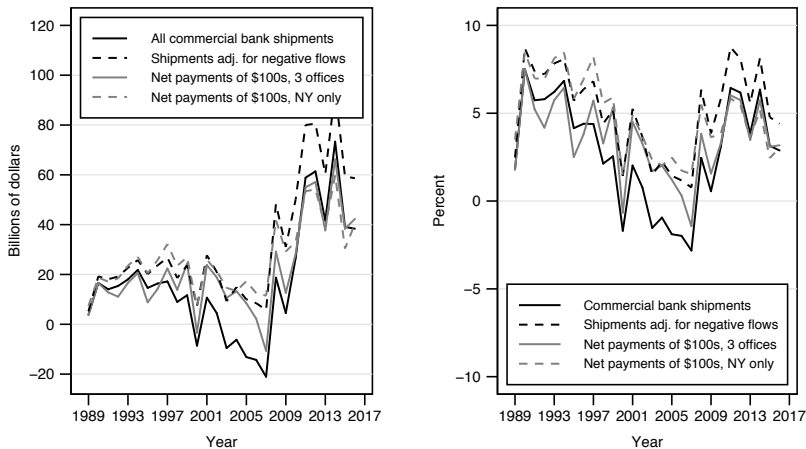 120
100
80
60
40
20
0
−20
Billions of dollars
All commercial bank shipments
Shipments adj. for negative flows
Net payments of $100s, 3 offices
Net payments of $100s, NY only
1989 1993 1997 2001 2005 2009 2013 2017
Year
10
5
0
−5
−10
Percent
Commercial bank shipments
Shipments adj. for negative flows
Net payments of $100s, 3 offices
Net payments of $100s, NY only
1989 1993 1997 2001 2005 2009 2013 2017
Year